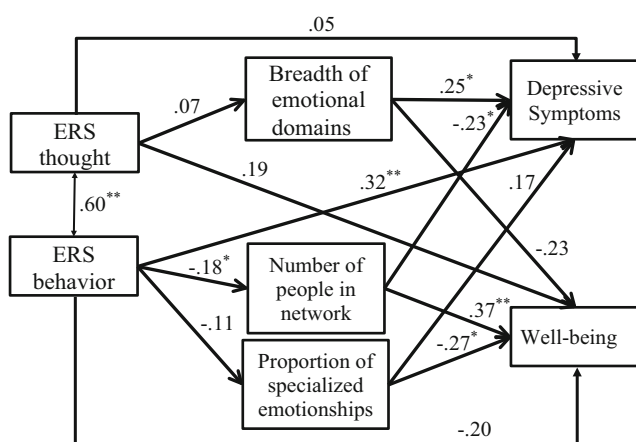 .05
Breadth of
emotional
domains
Depressive
Symptoms
.25*
-.23*
.07
ERS
thought
.19
.32**
.17
.60**
ERS
behavior
-.18*
Number of
people in
network
-.23
.37**
-.11
-.27*
Well-being
Proportion of
specialized
emotionships
-.20